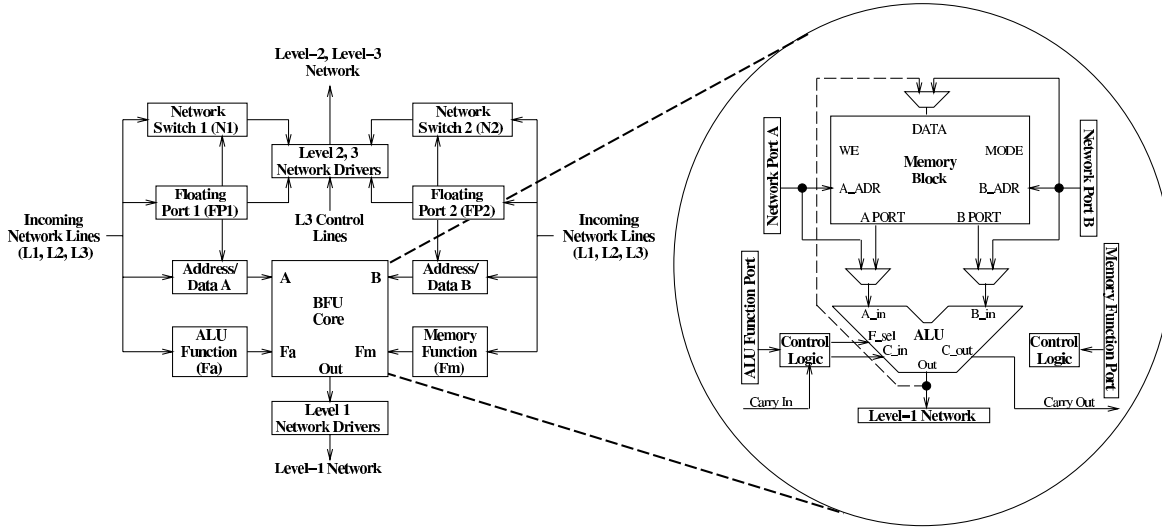 Level-2, Level-3
Network
Network
Switch 1 (N1)
Network
Switch 2 (N2)
Level 2, 3
Network Drivers
Floating
Port 1 (FP1)
Floating
Port 2 (FP2)
L3 Control
Lines
Incoming
Network Lines
(L1, L2, L3)
Incoming
Network Lines
(L1, L2, L3)
Address/
Data A
A
B
Address/
Data B
BFU
Core
ALU
Function
(Fa)
Fa
Fm
Memory
Function
(Fm)
Out
Level 1
Network Drivers
Level-1 Network
Network Port A
DATA
WE
MODE
Memory
Block
A_ADR
B_ADR
A PORT
B PORT
Network Port B
ALU Function Port
Memory Function Port
A_in
B_in
ALU
F_sel
C_in
C_out
Out
Control
Logic
Control
Logic
Carry In
Carry Out
Level-1 Network